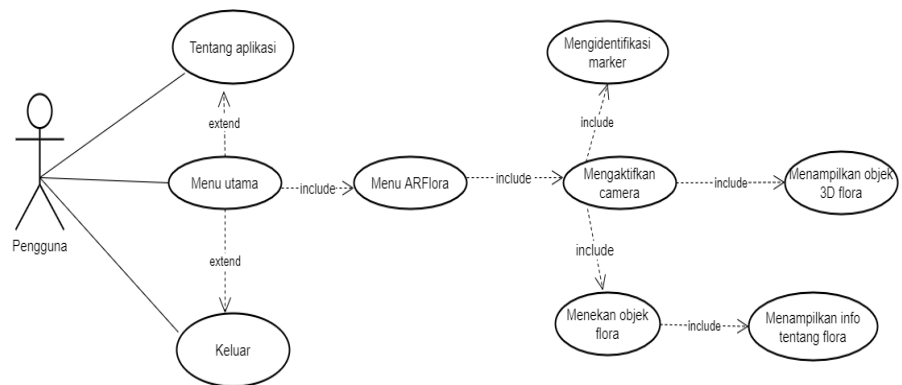 Tentang aplikasi
Mengidentifikasi
marker
extend
include
Menu utama
include
Menu ARFlora
include
Mengaktifkan
camera
include
Menampilkan objek
3D flora
Pengguna
extend
include
Keluar
Menekan objek
flora
include
Menampilkan info
tentang flora